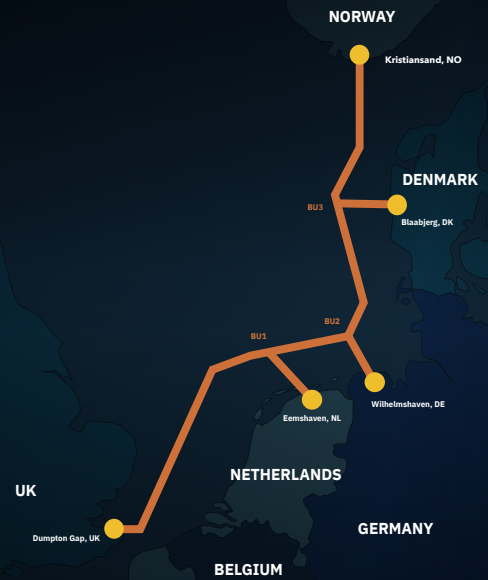 NORWAY
Kristiansand, NO
DENMARK
BU3
Blaabjerg, DK
BU2
BU1
Wilhelmshaven, DE
Eemshaven, NL
NETHERLANDS
UK
GERMANY
Dumpton Gap, UK
BELGIUM